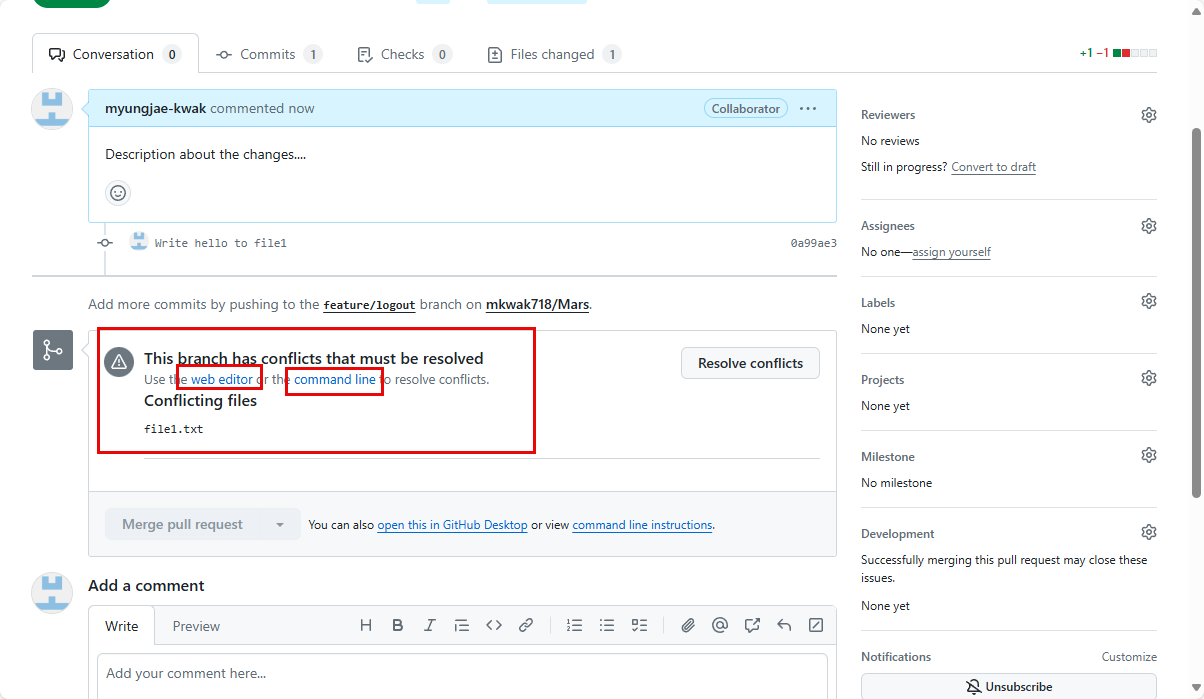 Conversation 0 Commits 1 Checks 0 Files changed 1 +1 −1
myungjae-kwak commented now Collaborator
Description about the changes....
Write hello to file1 0a99ae3
Add more commits by pushing to the feature/logout branch on mkwak718/Mars.
This branch has conflicts that must be resolved
Use the web editor or the command line to resolve conflicts.
Resolve conflicts
Conflicting files
file1.txt
Merge pull request You can also open this in GitHub Desktop or view command line instructions.
Add a comment
Write Preview
Add your comment here...
Reviewers
No reviews
Still in progress? Convert to draft
Assignees
No one—assign yourself
Labels
None yet
Projects
None yet
Milestone
No milestone
Development
Successfully merging this pull request may close these
issues.
None yet
Notifications Customize
Unsubscribe